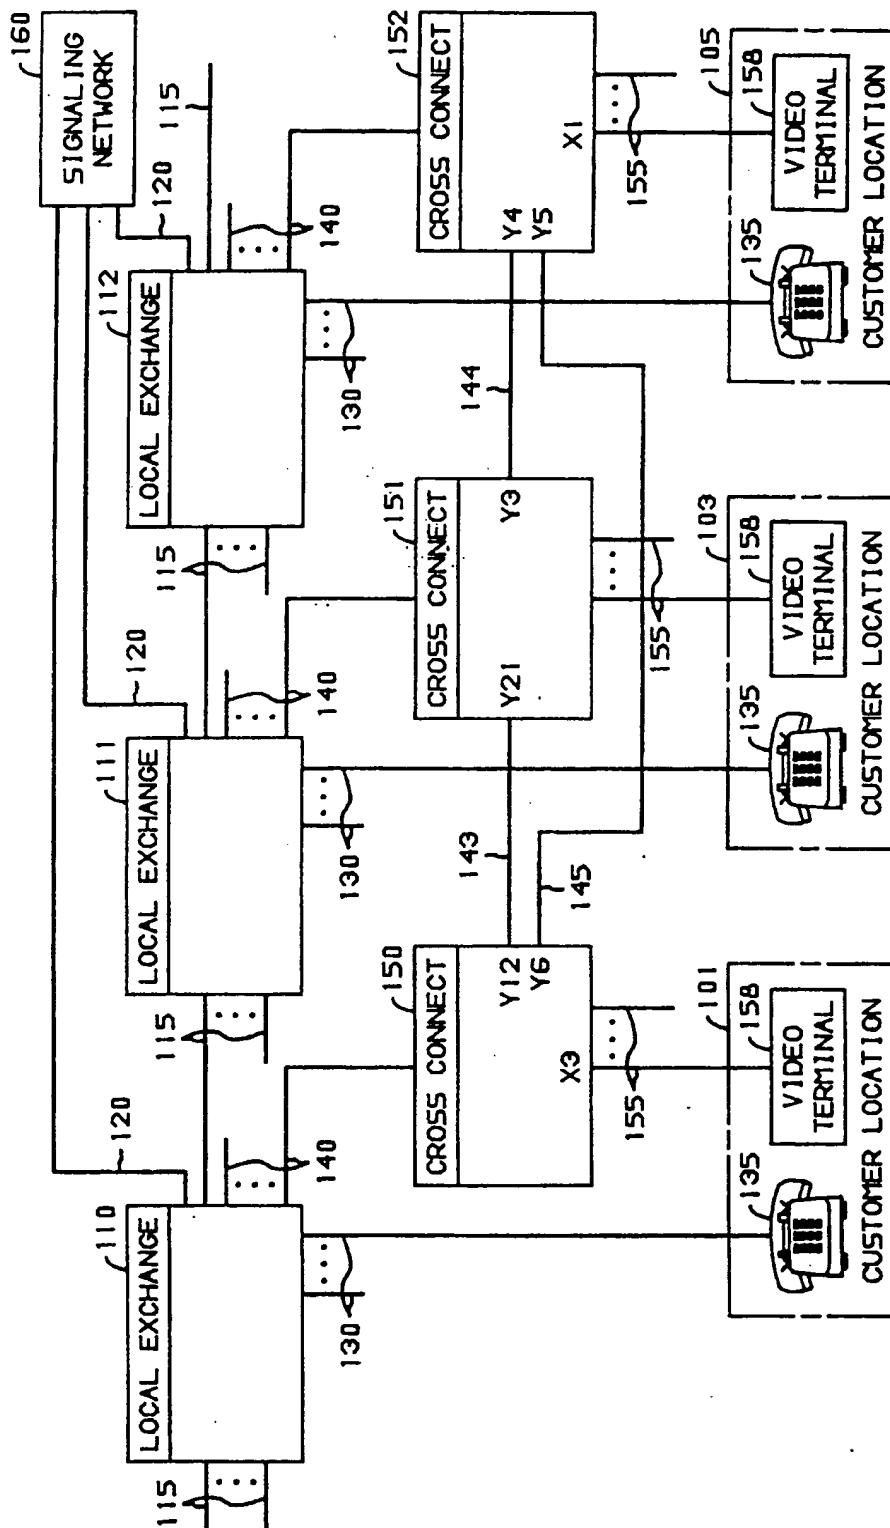 160
SIGNALING
NETWORK
120
120
120
115
110
LOCAL EXCHANGE
115
130
140
111
LOCAL EXCHANGE
115
130
140
112
LOCAL EXCHANGE
115
130
140
150
CROSS CONNECT
Y12
Y6
X3
155
143
145
151
CROSS CONNECT
Y21
Y3
155
144
152
CROSS CONNECT
Y4
Y5
X1
155
101
135
158
VIDEO
TERMINAL
CUSTOMER LOCATION
103
135
158
VIDEO
TERMINAL
CUSTOMER LOCATION
105
135
158
VIDEO
TERMINAL
CUSTOMER LOCATION